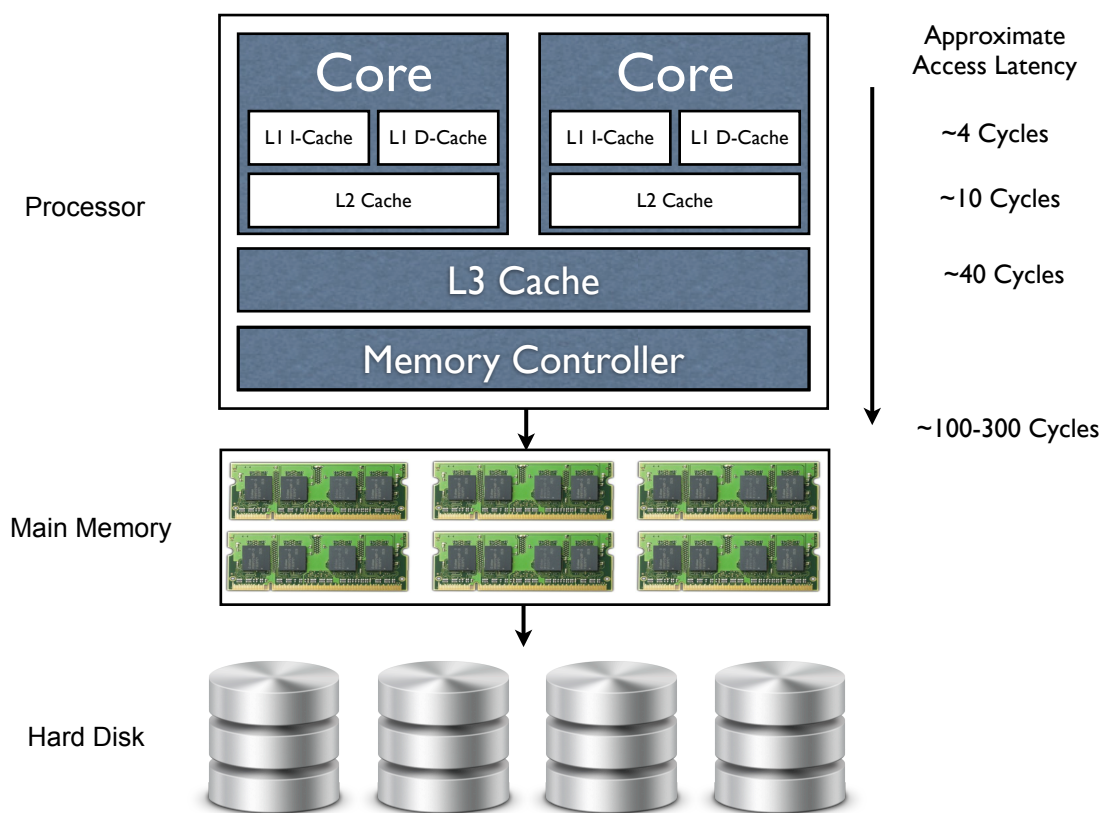 Core
Core
Approximate
Access Latency
L1 I-Cache
L1 D-Cache
L1 I-Cache
L1 D-Cache
~4 Cycles
Processor
L2 Cache
L2 Cache
~10 Cycles
L3 Cache
~40 Cycles
Memory Controller
~100-300 Cycles
Main Memory
Hard Disk